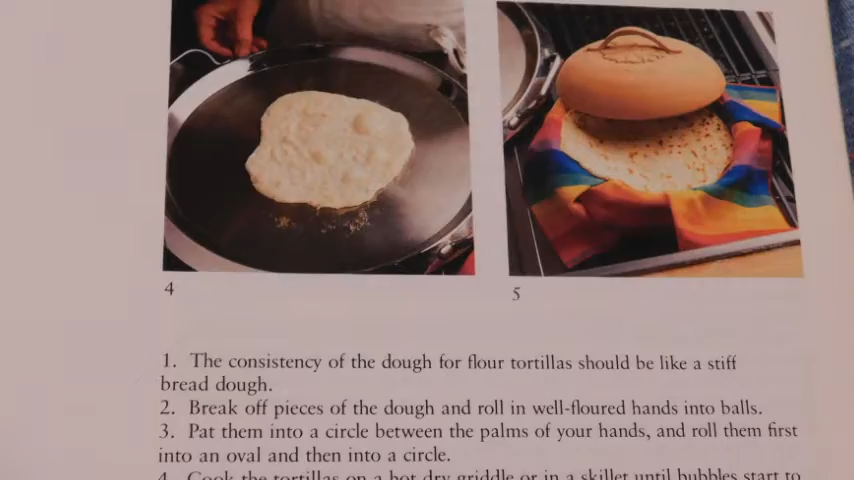 4
5
1. The consistency of the dough for flour tortillas should be like a stiff
bread dough.
2. Break off pieces of the dough and roll in well-floured hands into balls.
3. Pat them into a circle between the palms of your hands, and roll them first
into an oval and then into a circle.
4. Cook the tortillas on a hot dry griddle or in a skillet until bubbles start to